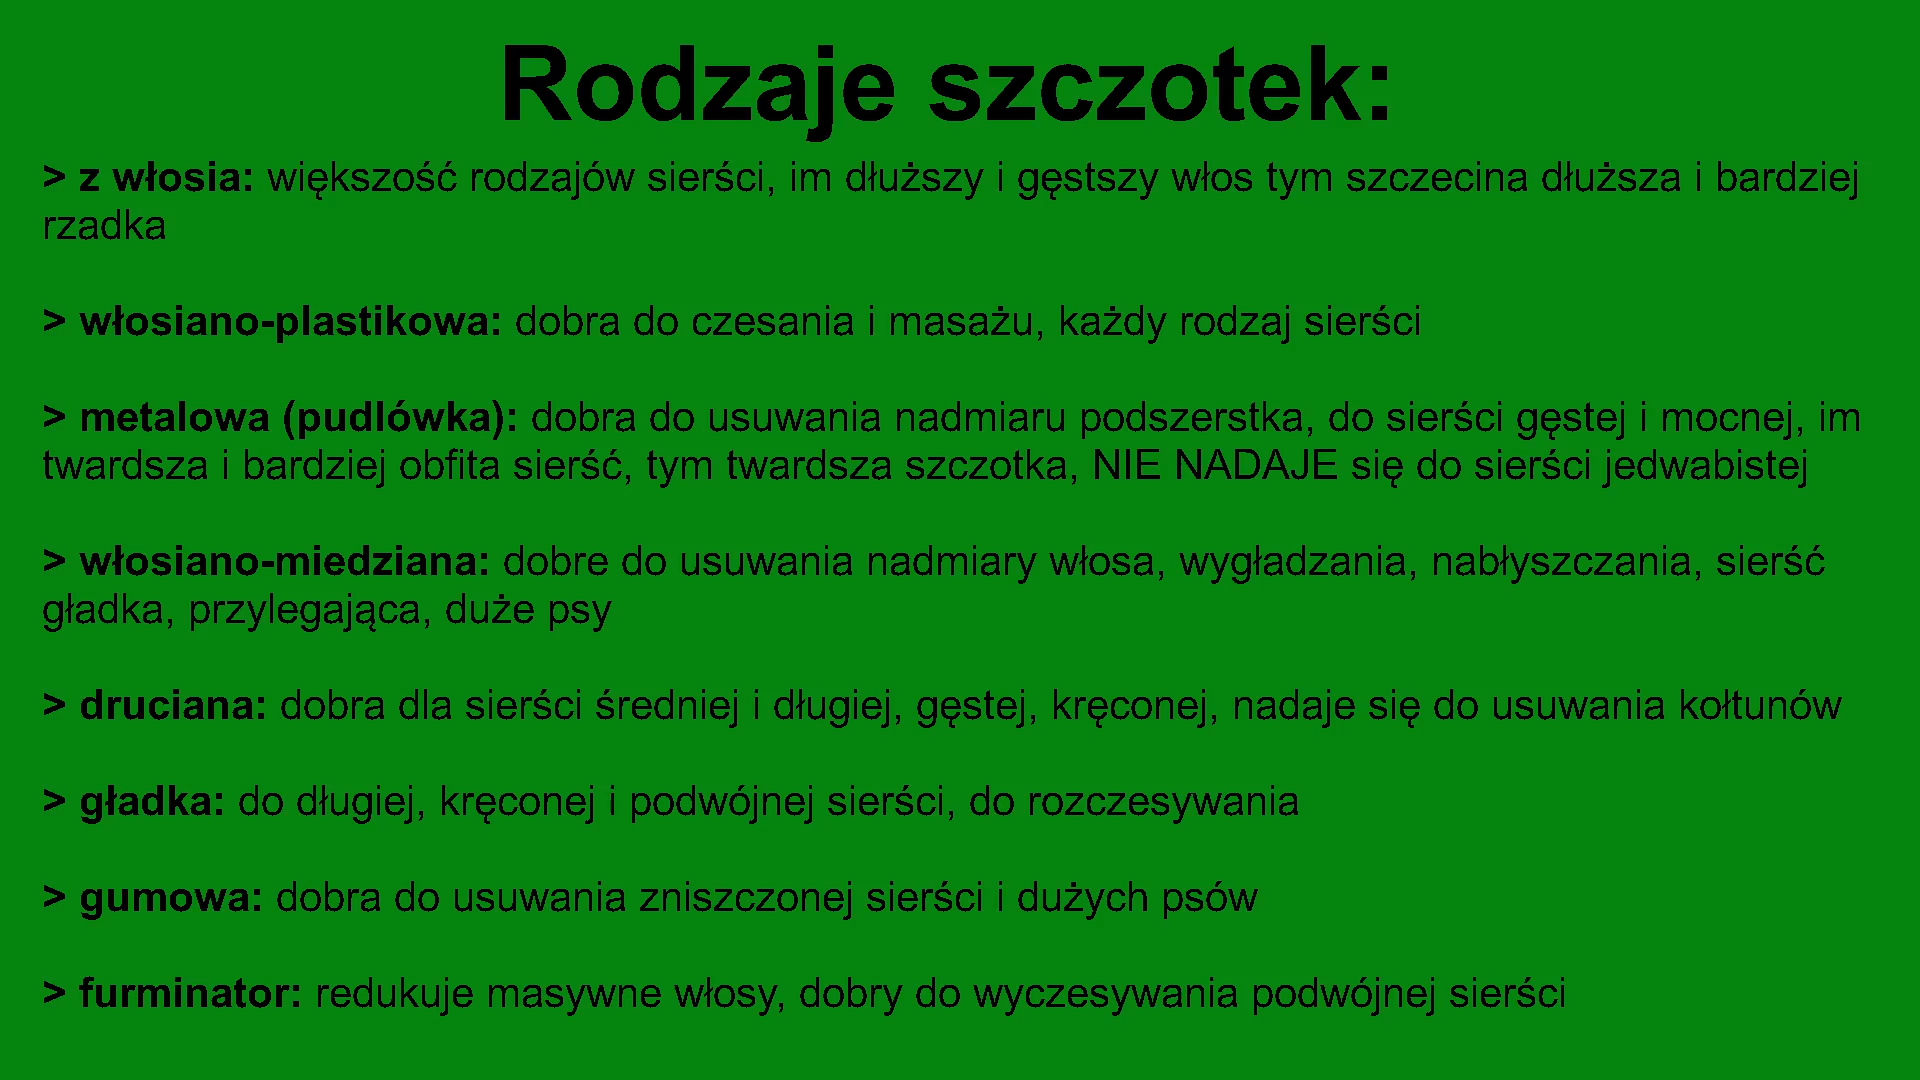 Rodzaje szczotek:
> z włosia: większość rodzajów sierści, im dłuższy i gęstszy włos tym szczecina dłuższa i bardziej
rzadka
> włosiano-plastikowa: dobra do czesania i masażu, każdy rodzaj sierści
> metalowa (pudlówka): dobra do usuwania nadmiaru podszerstka, do sierści gęstej i mocnej, im
twardsza i bardziej obfita sierść, tym twardsza szczotka, NIE NADAJE się do sierści jedwabistej
> włosiano-miedziana: dobre do usuwania nadmiary włosa, wygładzania, nabłyszczania, sierść
gładka, przylegająca, duże psy
> druciana: dobra dla sierści średniej i długiej, gęstej, kręconej, nadaje się do usuwania kołtunów
> gładka: do długiej, kręconej i podwójnej sierści, do rozczesywania
> gumowa: dobra do usuwania zniszczonej sierści i dużych psów
> furminator: redukuje masywne włosy, dobry do wyczesywania podwójnej sierści